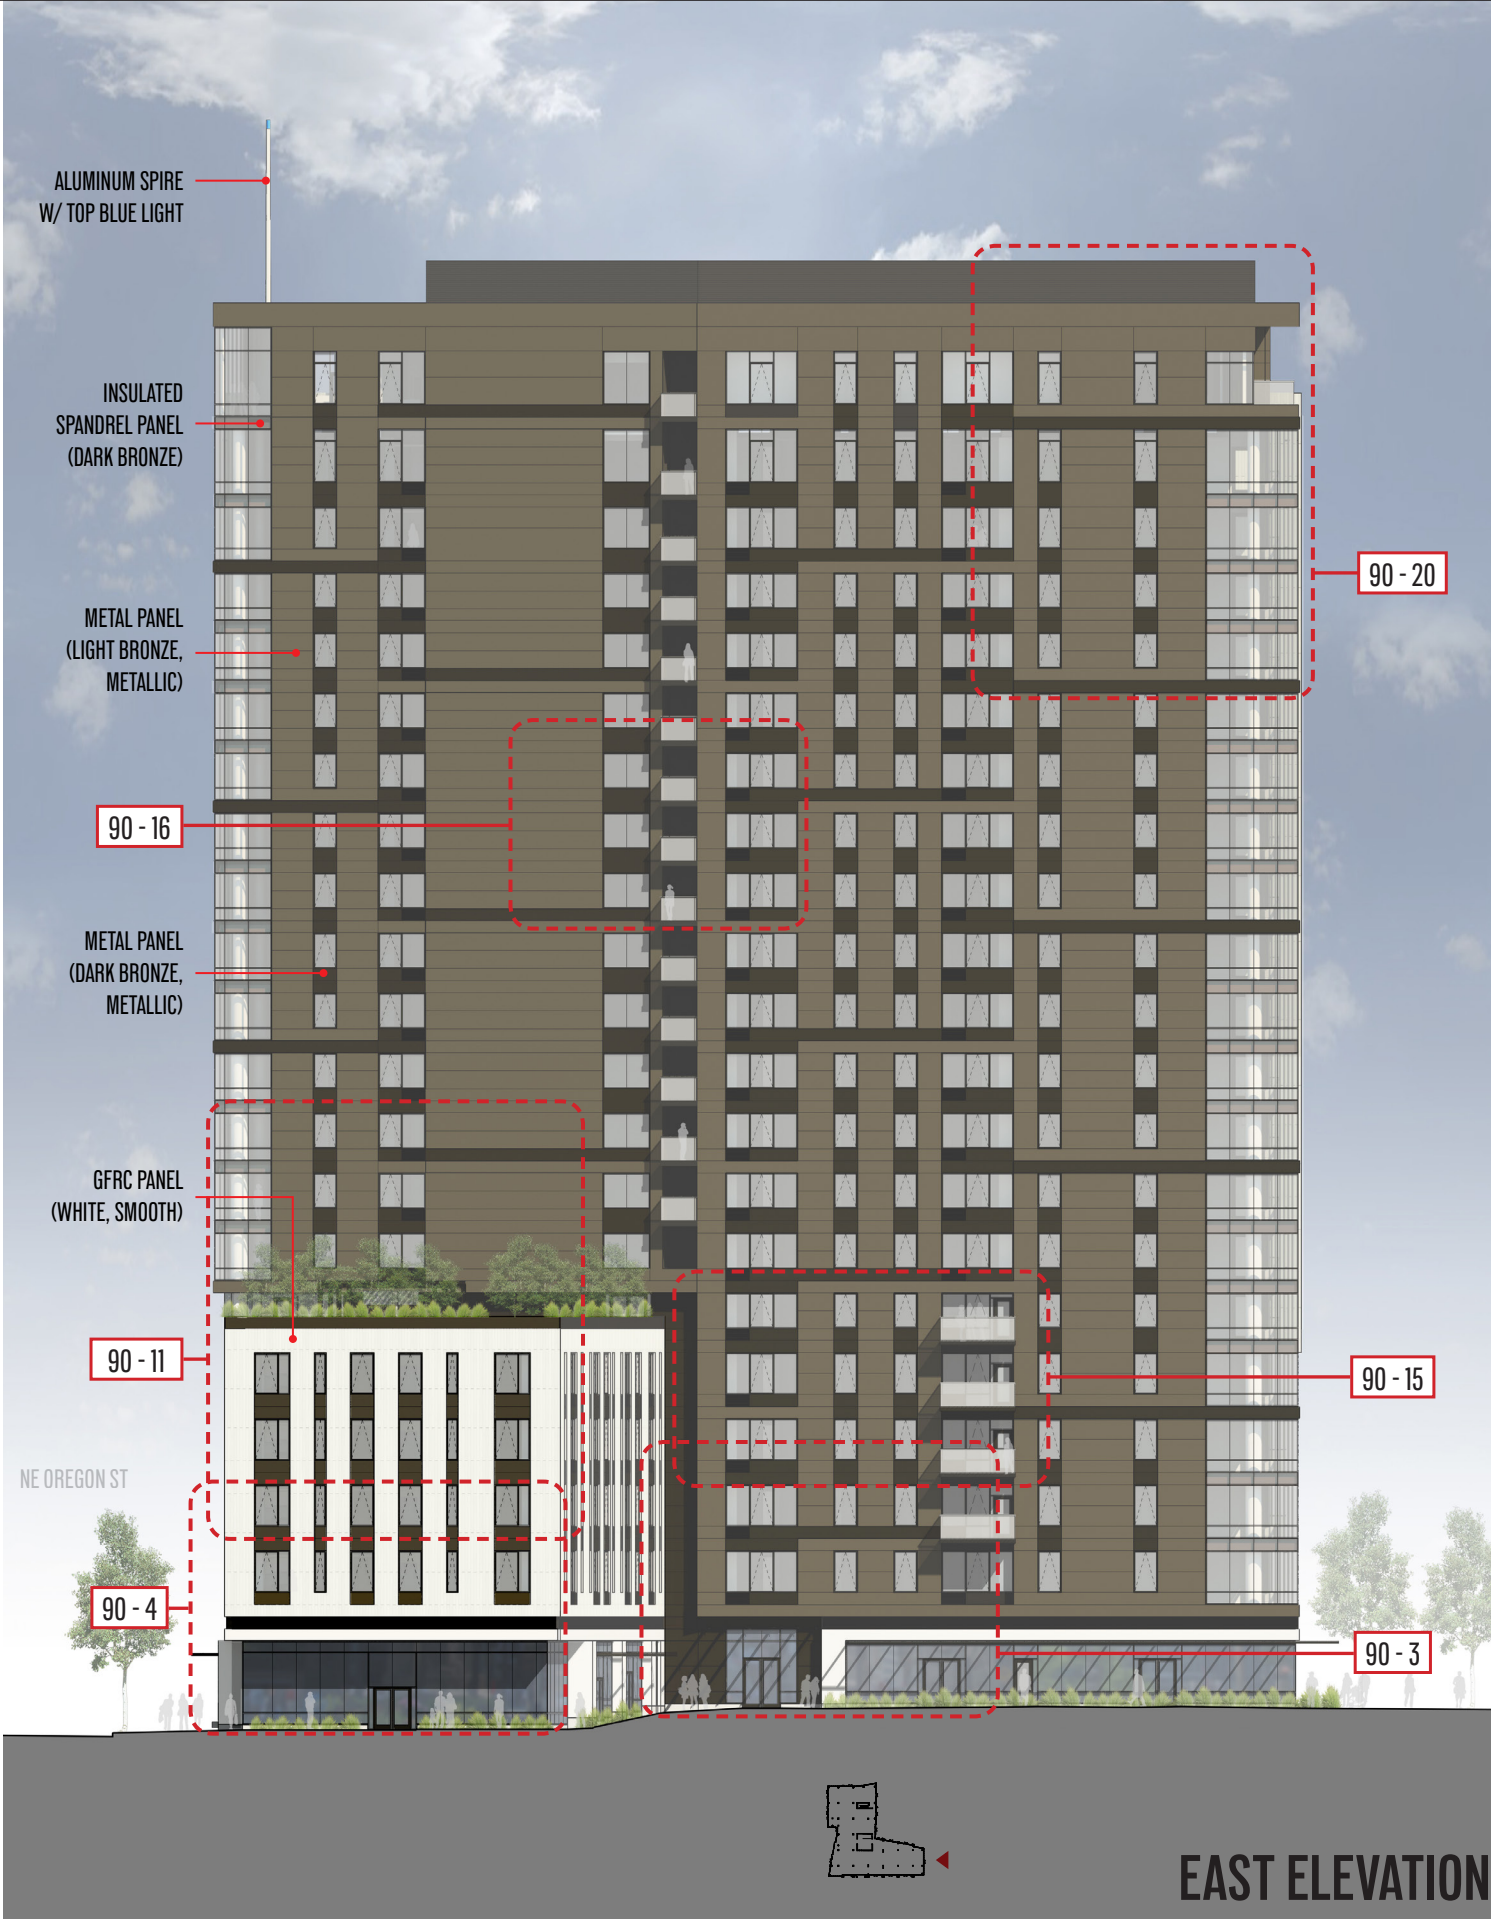 ALUMINUM SPIRE
W/ TOP BLUE LIGHT
INSULATED
SPANDREL PANEL
(DARK BRONZE)
90 - 20
METAL PANEL
(LIGHT BRONZE,
METALLIC)
90 - 16
METAL PANEL
(DARK BRONZE,
METALLIC)
GFRC PANEL
(WHITE, SMOOTH)
90 - 11
90 - 15
NE OREGON ST
90 - 4
90 - 3
EAST ELEVATION